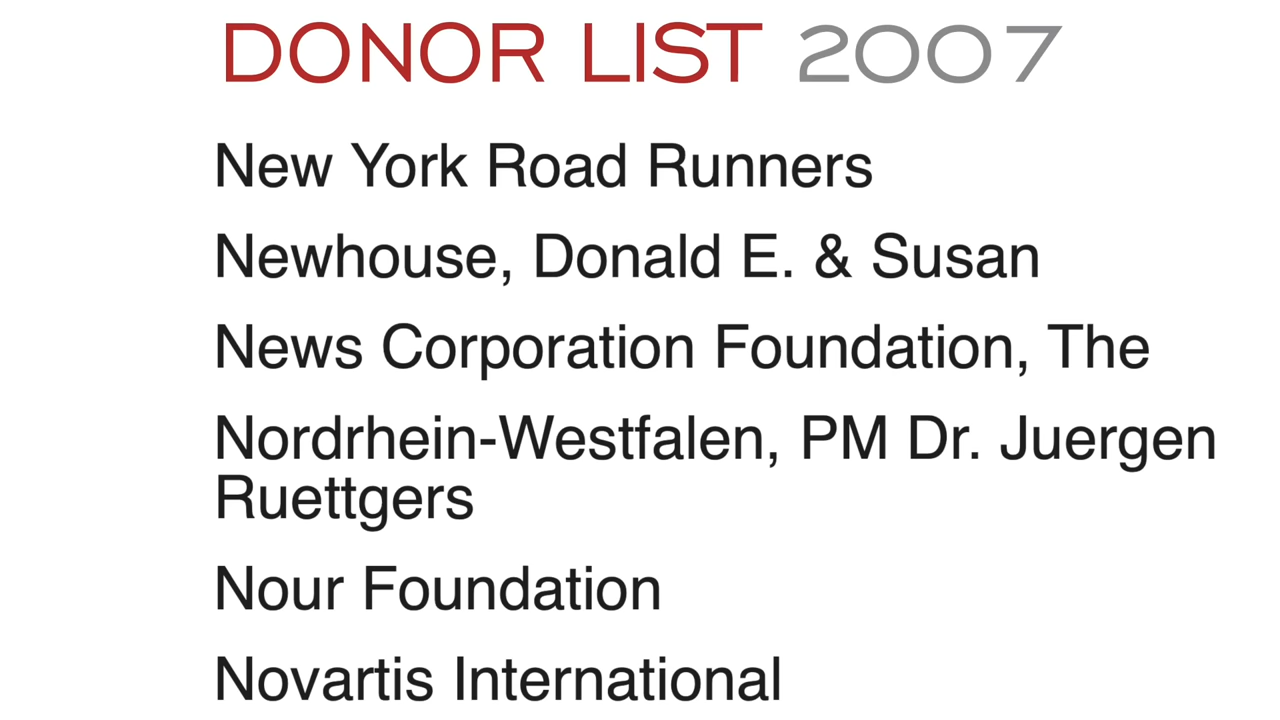 DONOR LIST 2007
New York Road Runners
Newhouse, Donald E. & Susan
News Corporation Foundation, The
Nordrhein-Westfalen, PM Dr. Juergen
Ruettgers
Nour Foundation
Novartis International